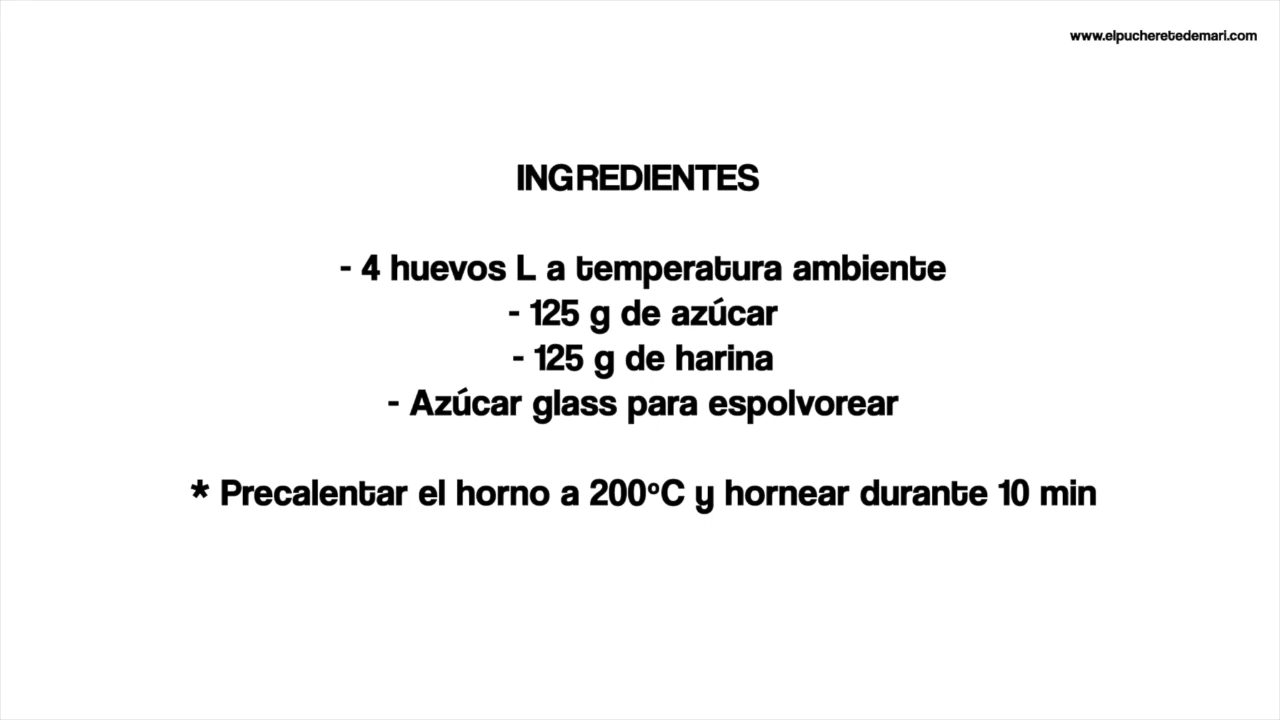 www.elpucheretedemari.com
INGREDIENTES
- 4 huevos L a temperatura ambiente
- 125 g de azúcar
- 125 g de harina
- Azúcar glass para espolvorear
* Precalentar el horno a 200ºC y hornear durante 10 min